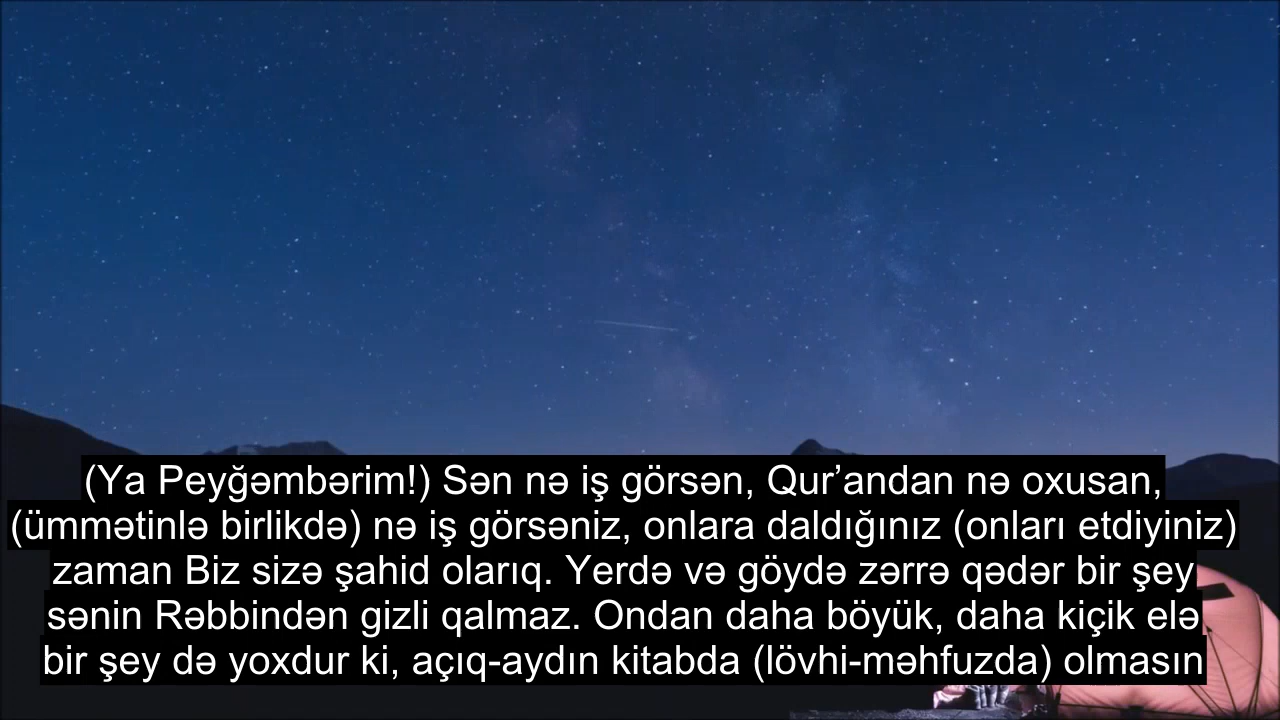 (Ya Peyğəmbərim!) Sən nə iş görsən, Qur’andan nə oxusan,
(ümmətinlə birlikdə) nə iş görsəniz, onlara daldığınız (onları etdiyiniz)
zaman Biz sizə şahid olarıq. Yerdə və göydə zərrə qədər bir şey
sənin Rəbbindən gizli qalmaz. Ondan daha böyük, daha kiçik elə
bir şey də yoxdur ki, açıq-aydın kitabda (lövhi-məhfuzda) olmasın